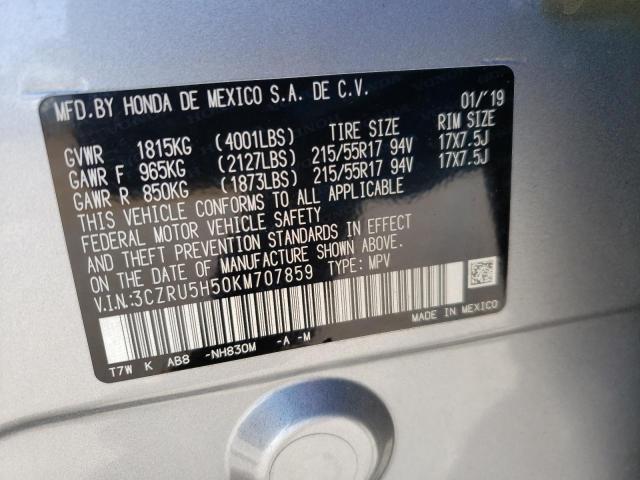 MFD.BY HONDA DE MEXICO S.A. DE C.V. 01/'19
GVWR 1815KG (4001LBS) TIRE SIZE RIM SIZE
GAWR F 965KG (2127LBS) 215/55R17 94V 17X7.5J
GAWR R 850KG (1873LBS) 215/55R17 94V 17X7.5J
THIS VEHICLE CONFORMS TO ALL APPLICABLE
FEDERAL MOTOR VEHICLE SAFETY
AND THEFT PREVENTION STANDARDS IN EFFECT
ON THE DATE OF MANUFACTURE SHOWN ABOVE.
V.I.N:3CZRU5H50KM707859 TYPE: MPV
MADE IN MEXICO
T7W K AB8 -NH830M -A -M